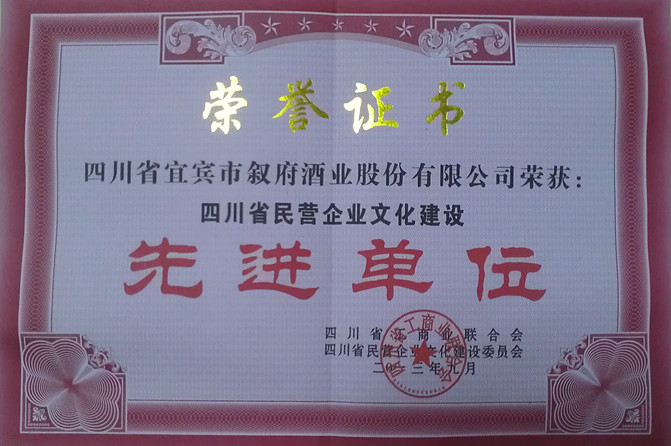 荣誉证书
四川省宜宾市叙府酒业股份有限公司荣获：
四川省民营企业文化建设
先进单位
四川省工商业联合会
四川省民营企业文化建设委员会
二〇一三年九月